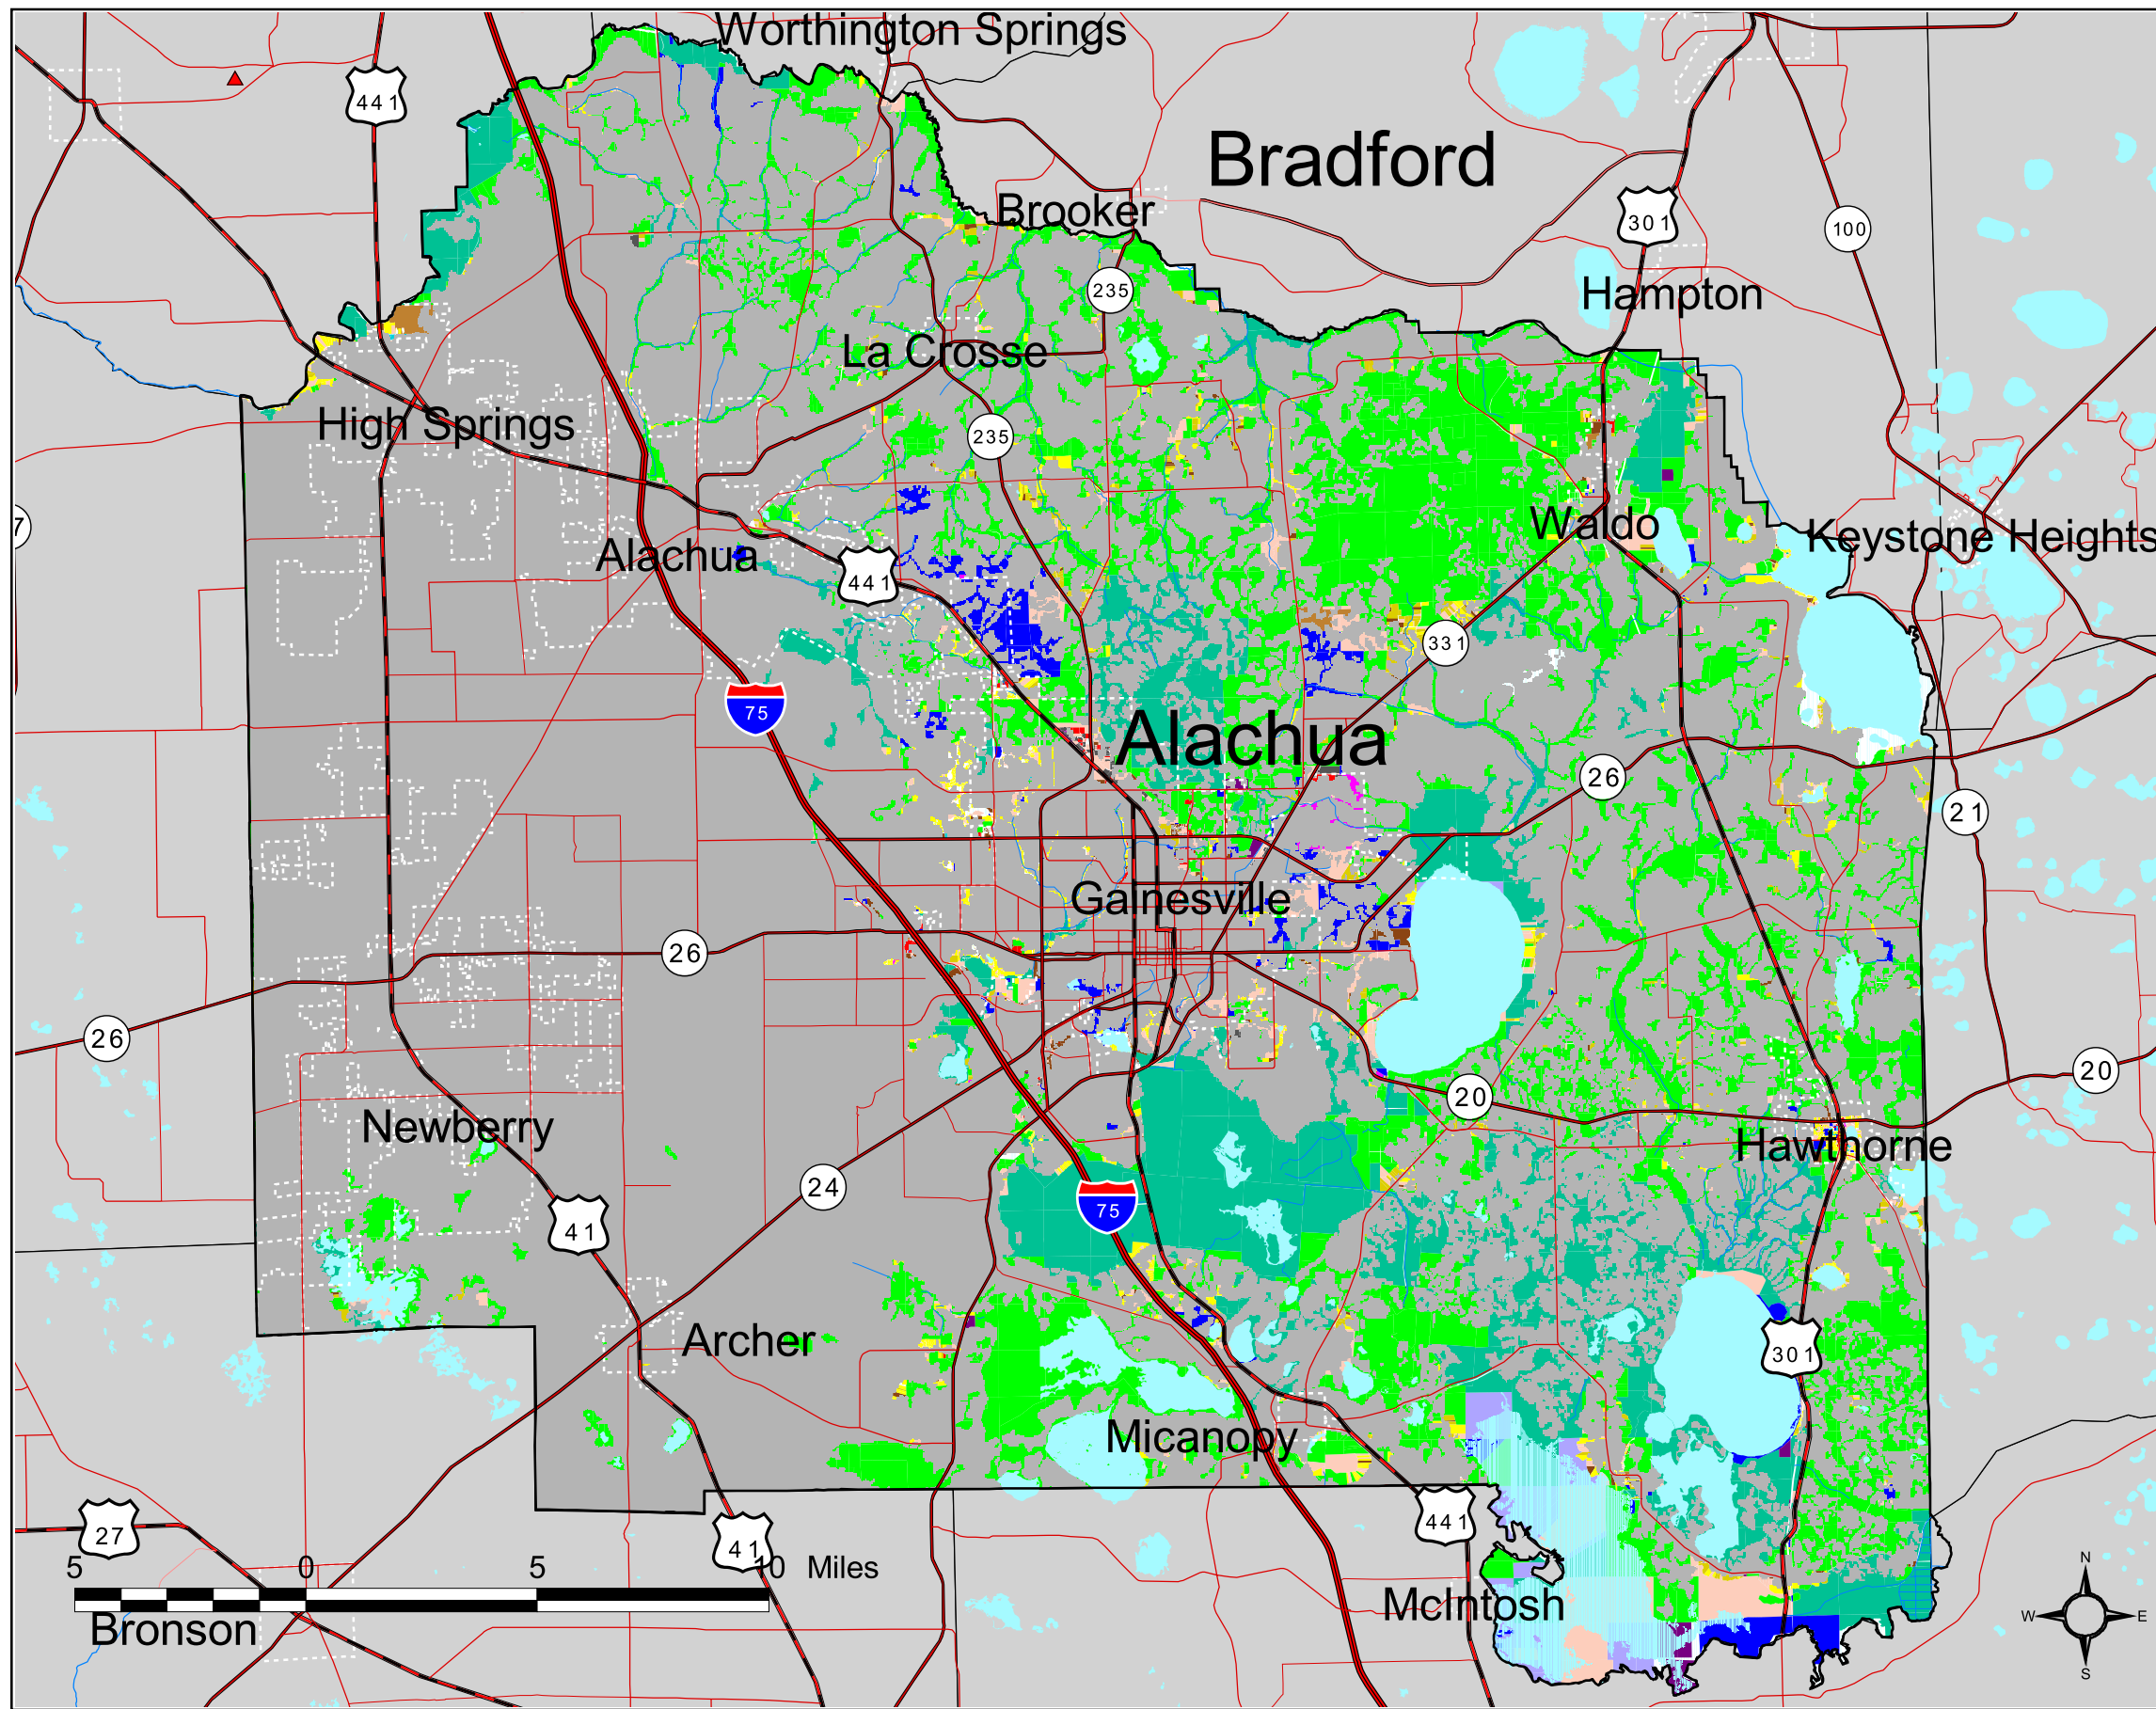 Worthington Springs
441
Bradford
Brooker
301
100
235
Hampton
La Crosse
High Springs
235
7
Waldo
Keystone Heights
Alachua
441
331
75
Alachua
26
21
Gainesville
26
26
20
20
Newberry
Hawthorne
24
75
41
Archer
301
Micanopy
441
27
41
5 0 5 10 Miles
McIntosh
Bronson
N
W E
S